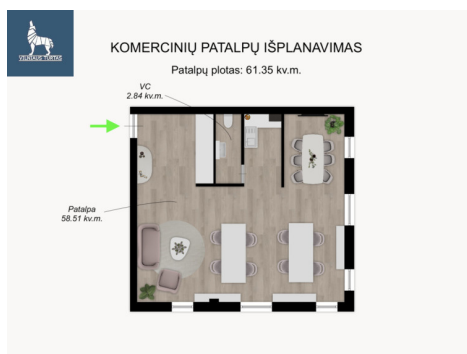 VILNIAUS TURTAS
KOMERCINIŲ PATALPŲ IŠPLANAVIMAS
Patalpų plotas: 61.35 kv.m.
VC
2.84 kv.m.
Patalpa
58.51 kv.m.